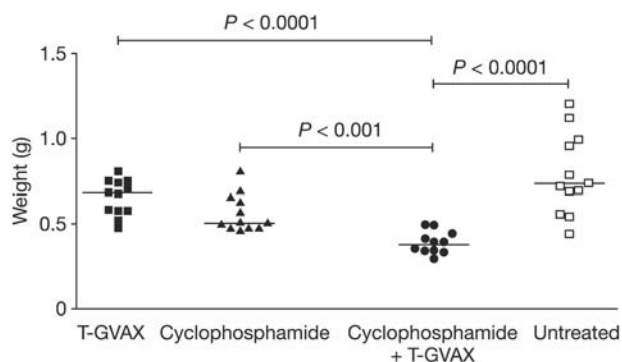 P < 0.0001
P < 0.0001
P < 0.001
1.5
1.0
0.5
0
Weight (g)
T-GVAX
Cyclophosphamide
Cyclophosphamide
+ T-GVAX
Untreated